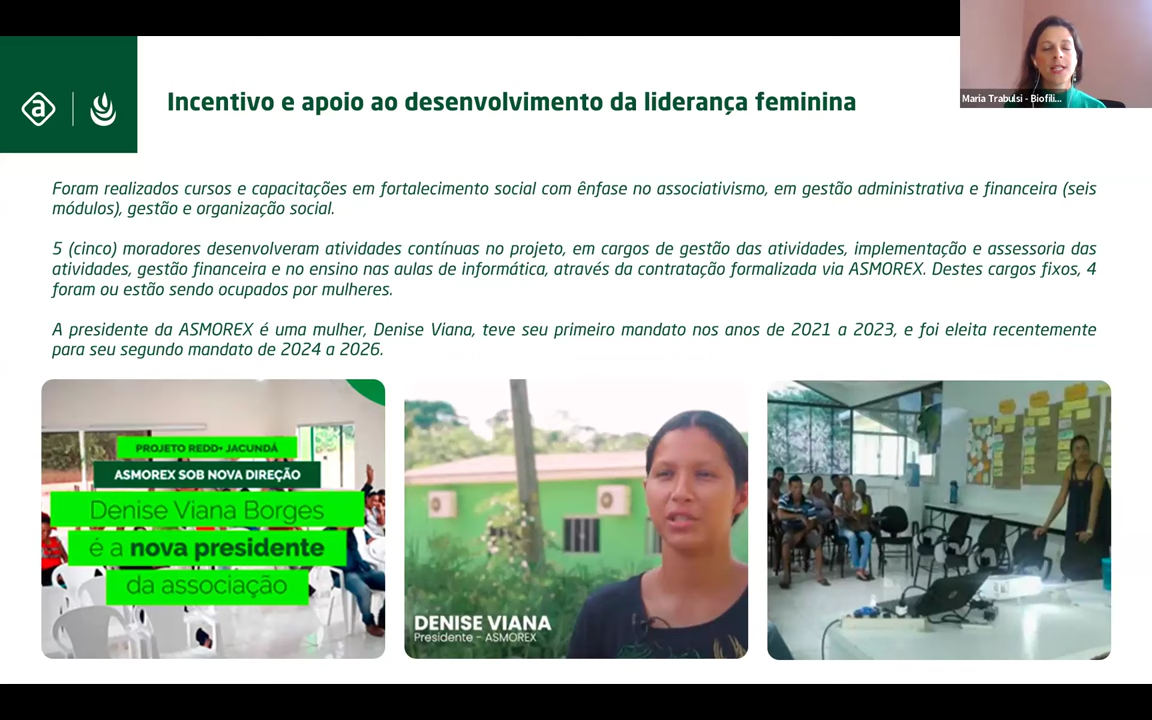 Maria Trabulsi - Biofili...
Incentivo e apoio ao desenvolvimento da liderança feminina
Foram realizados cursos e capacitações em fortalecimento social com ênfase no associativismo, em gestão administrativa e financeira (seis
módulos), gestão e organização social.
5 (cinco) moradores desenvolveram atividades contínuas no projeto, em cargos de gestão das atividades, implementação e assessoria das
atividades, gestão financeira e no ensino nas aulas de informática, através da contratação formalizada via ASMOREX. Destes cargos fixos, 4
foram ou estão sendo ocupados por mulheres.
A presidente da ASMOREX é uma mulher, Denise Viana, teve seu primeiro mandato nos anos de 2021 a 2023, e foi eleita recentemente
para seu segundo mandato de 2024 a 2026.
PROJETO REDD+ JACUNDÁ
ASMOREX SOB NOVA DIREÇÃO
Denise Viana Borges
é a nova presidente
da associação
DENISE VIANA
Presidente - ASMOREX